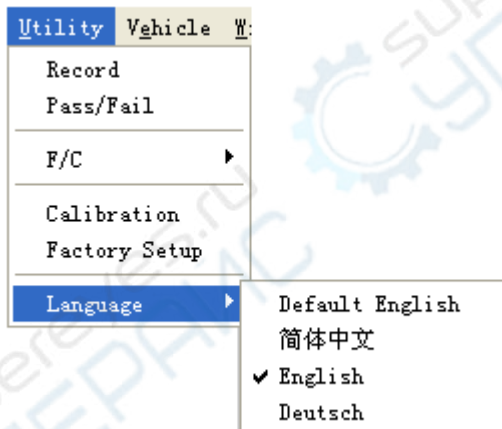 Utility Vehicle
Record
Pass/Fail
F/C
Calibration
Factory Setup
Language
Default English
简体中文
English
Deutsch